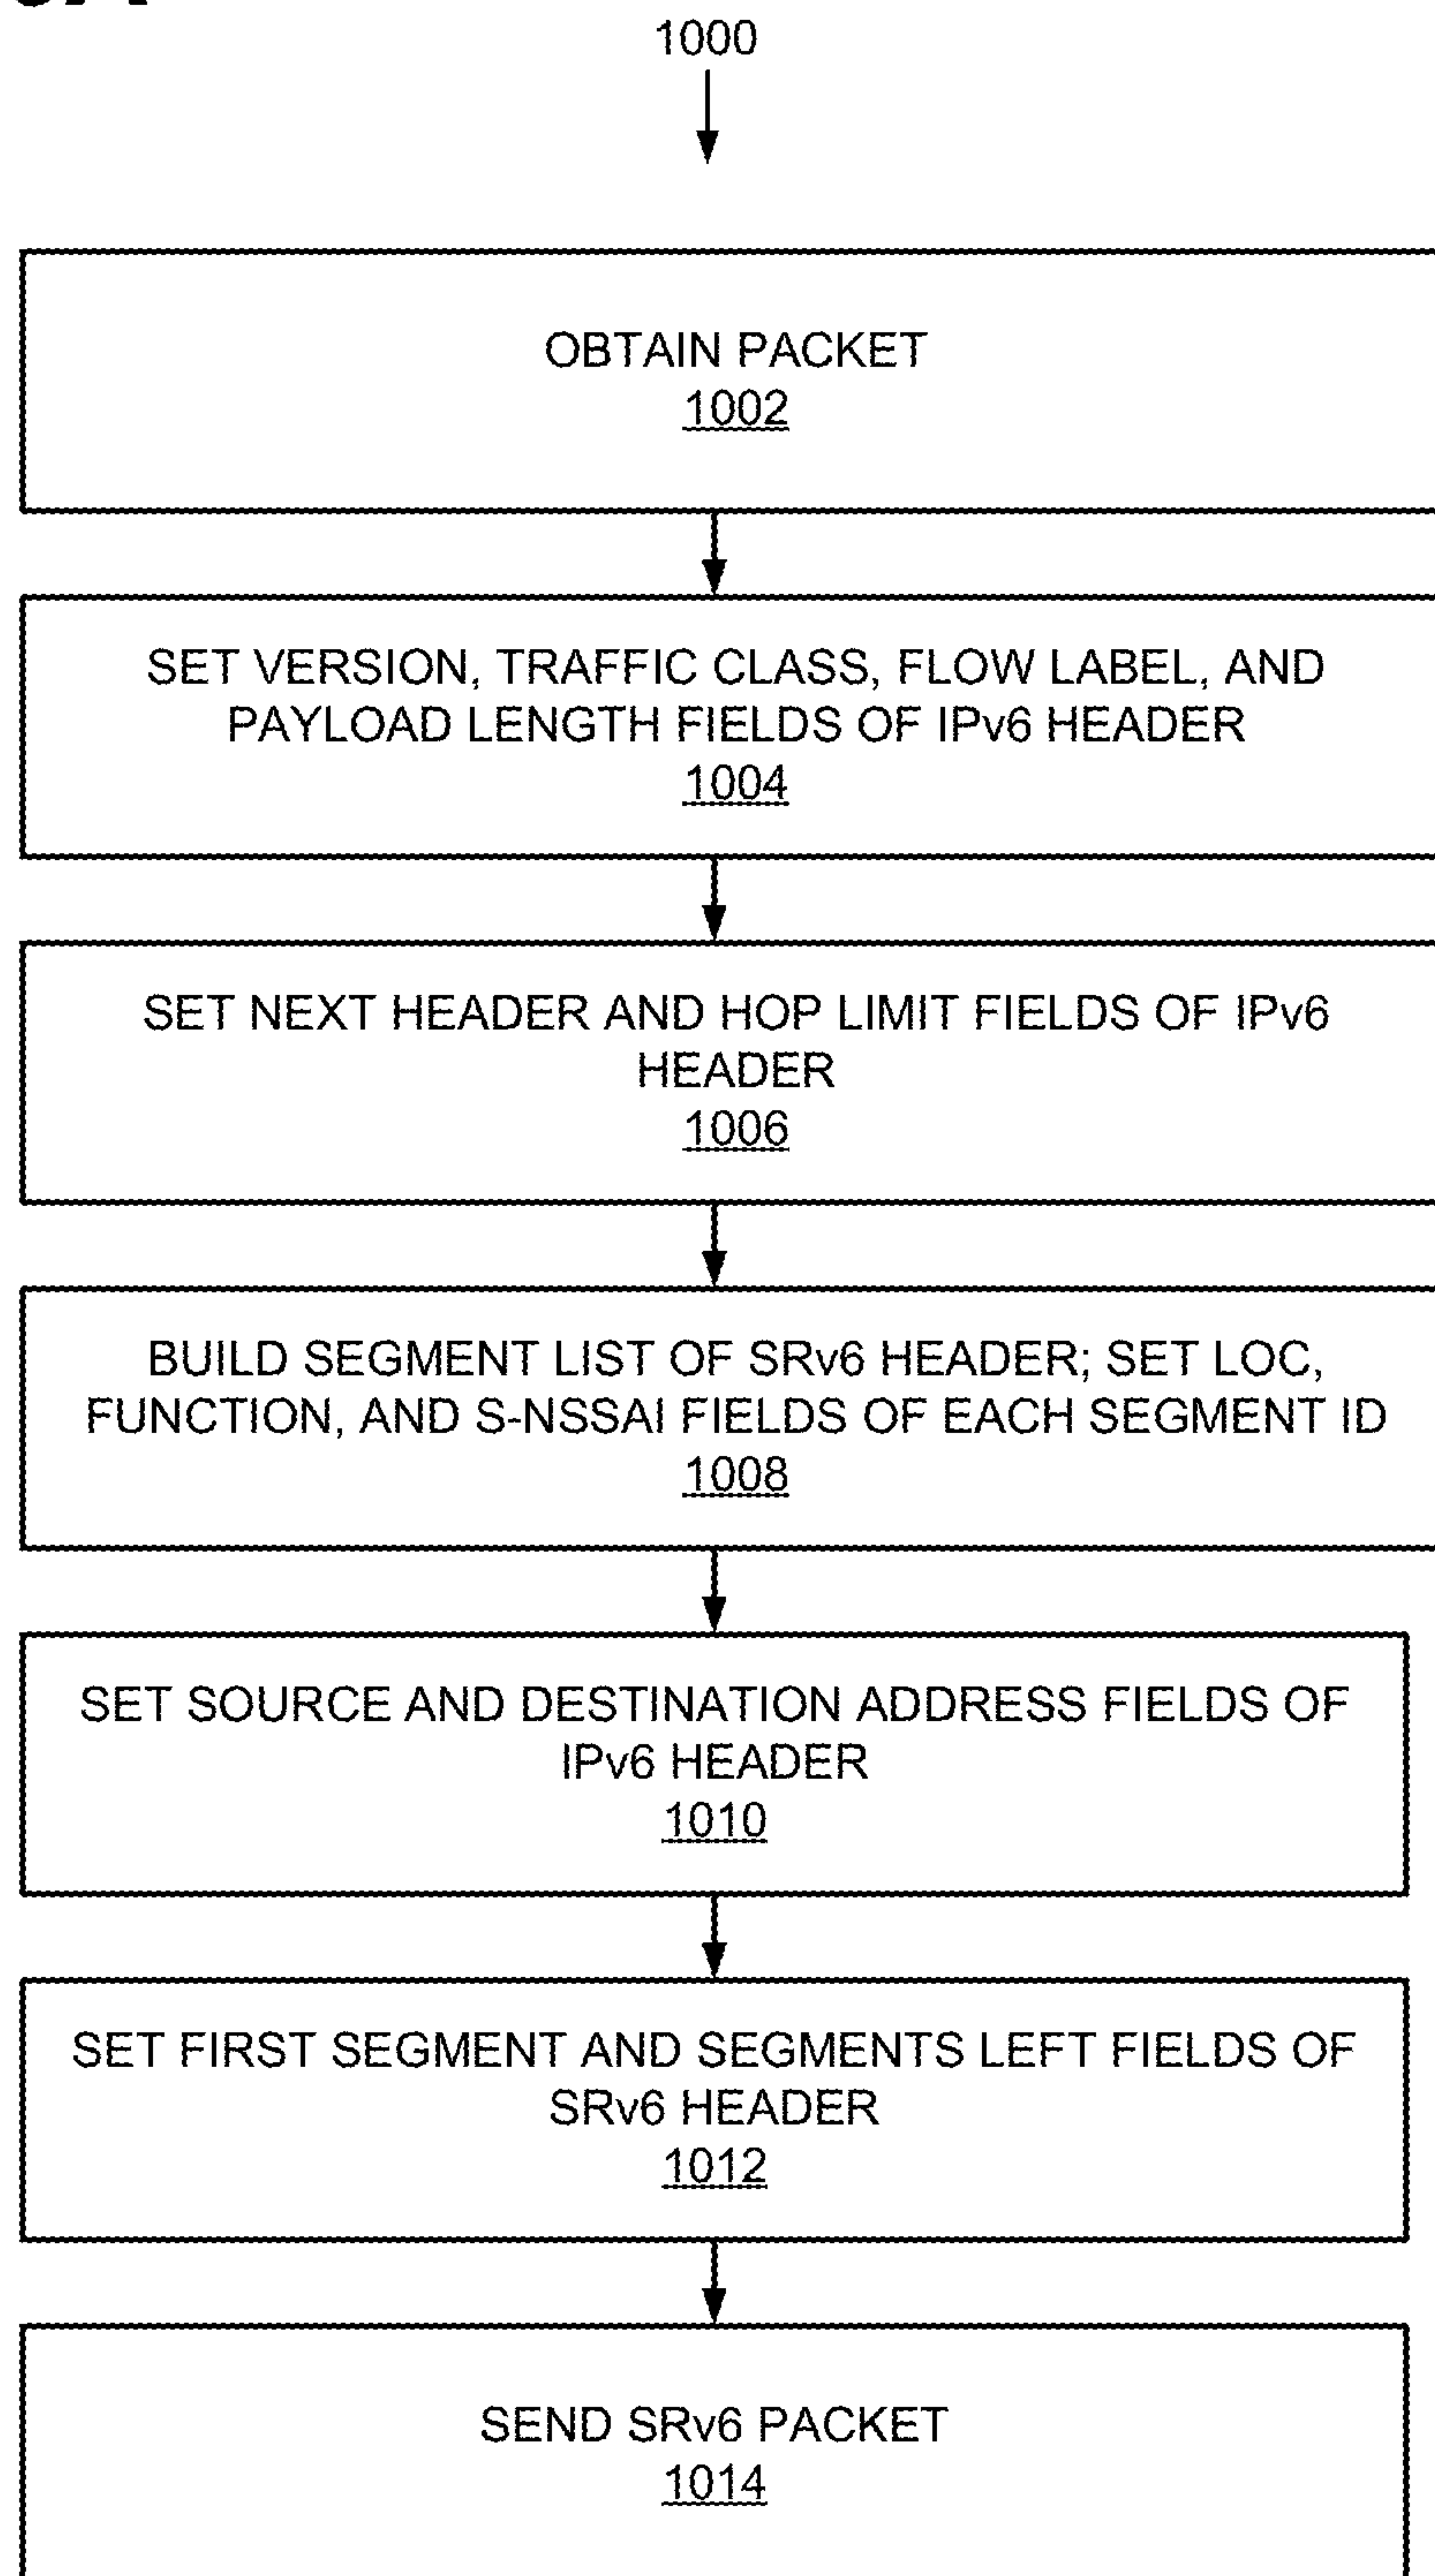 1000
OBTAIN PACKET
1002
SET VERSION, TRAFFIC CLASS, FLOW LABEL, AND
PAYLOAD LENGTH FIELDS OF IPv6 HEADER
1004
SET NEXT HEADER AND HOP LIMIT FIELDS OF IPv6
HEADER
1006
BUILD SEGMENT LIST OF SRv6 HEADER; SET LOC,
FUNCTION, AND S-NSSAI FIELDS OF EACH SEGMENT ID
1008
SET SOURCE AND DESTINATION ADDRESS FIELDS OF
IPv6 HEADER
1010
SET FIRST SEGMENT AND SEGMENTS LEFT FIELDS OF
SRv6 HEADER
1012
SEND SRv6 PACKET
1014